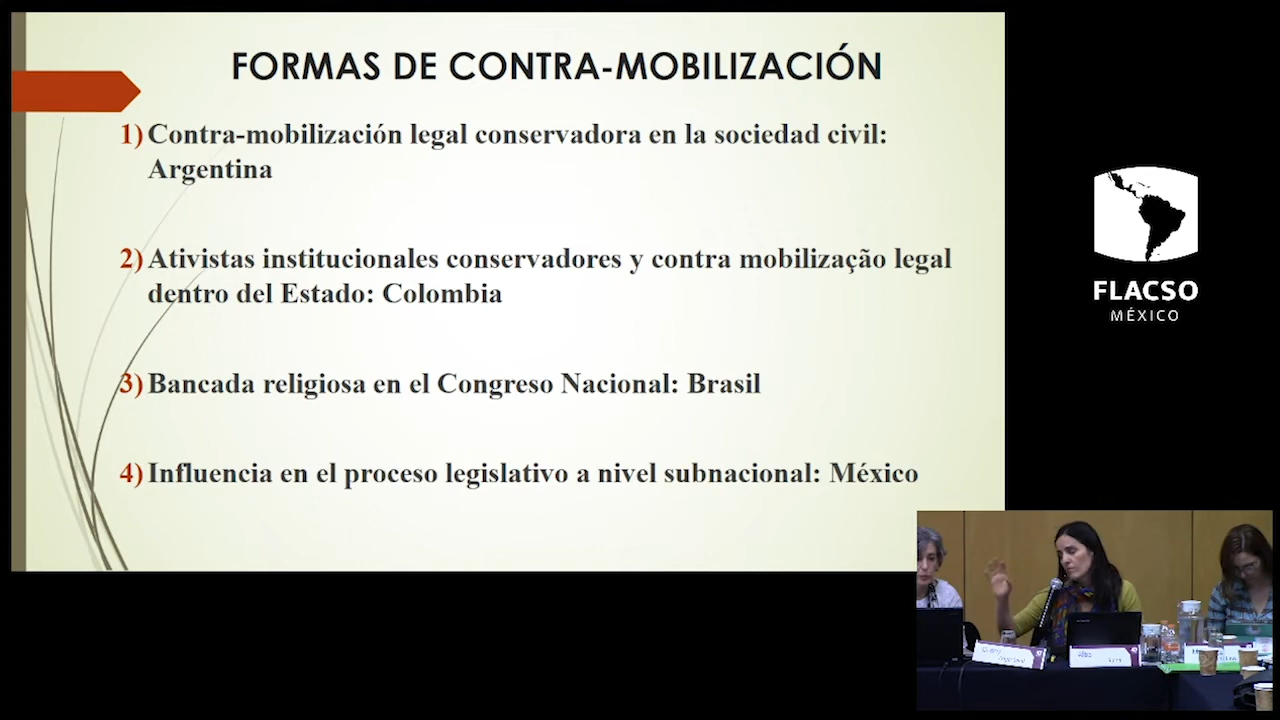 FORMAS DE CONTRA-MOBILIZACIÓN
1) Contra-mobilización legal conservadora en la sociedad civil:
Argentina
2) Ativistas institucionales conservadores y contra mobilização legal
dentro del Estado: Colombia
3) Bancada religiosa en el Congreso Nacional: Brasil
4) Influencia en el proceso legislativo a nivel subnacional: México
FLACSO
MÉXICO